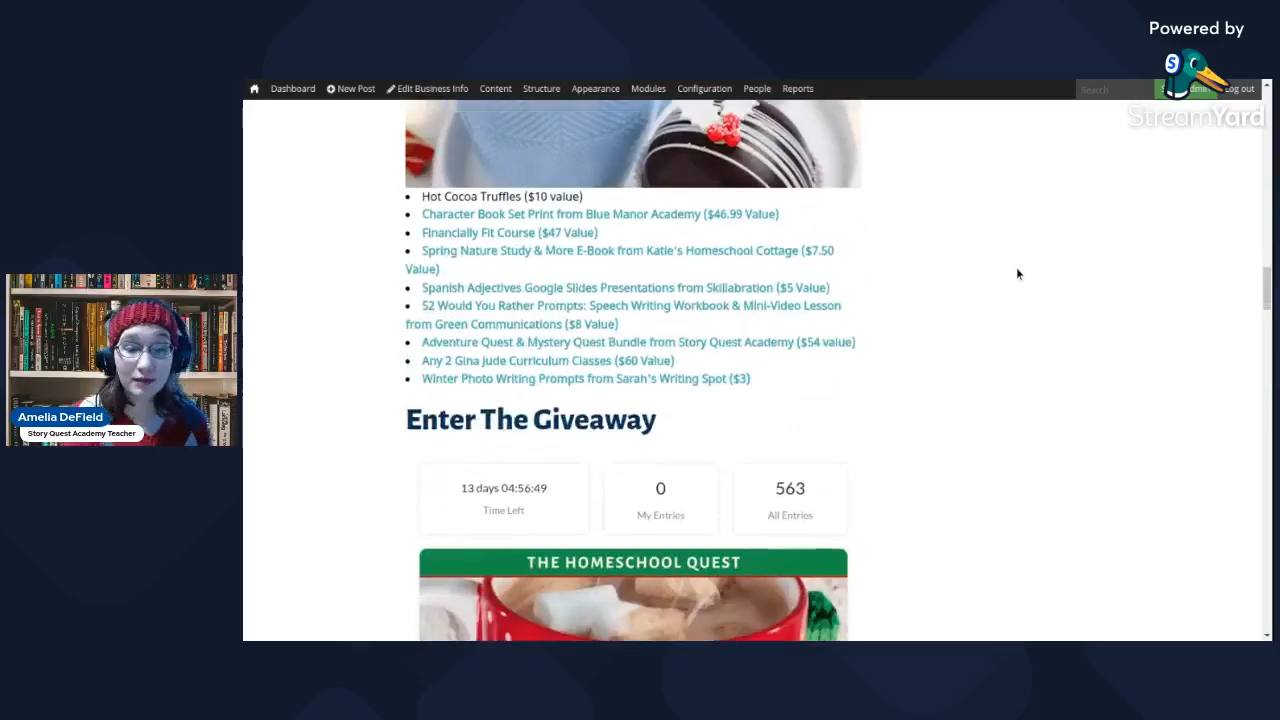 Powered by
StreamYard
Dashboard New Post Edit Business Info Content Structure Appearance Modules Configuration People Reports Search Log out
Hot Cocoa Truffles ($10 value)
Character Book Set Print from Blue Manor Academy ($46.99 Value)
Financially Fit Course ($47 Value)
Spring Nature Study & More E-Book from Katie's Homeschool Cottage ($7.50
Value)
Spanish Adjectives Google Slides Presentations from Skillabration ($5 Value)
52 Would You Rather Prompts: Speech Writing Workbook & Mini-Video Lesson
from Green Communications ($8 Value)
Adventure Quest & Mystery Quest Bundle from Story Quest Academy ($54 value)
Any 2 Gina Jude Curriculum Classes ($60 Value)
Winter Photo Writing Prompts from Sarah's Writing Spot ($3)
Enter The Giveaway
13 days 04:56:49
Time Left
0
My Entries
563
All Entries
THE HOMESCHOOL QUEST
Amelia DeField
Story Quest Academy Teacher